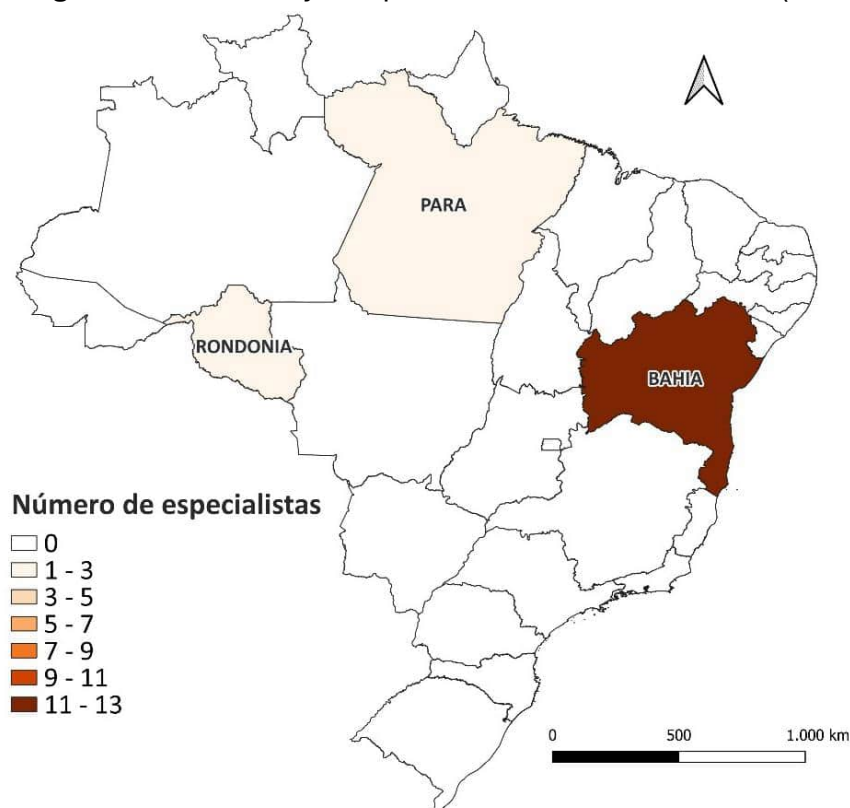 PARA
RONDONIA
BAHIA
Número de especialistas
0
1 - 3
3 - 5
5 - 7
7 - 9
9 - 11
11 - 13
0 500 1.000 km